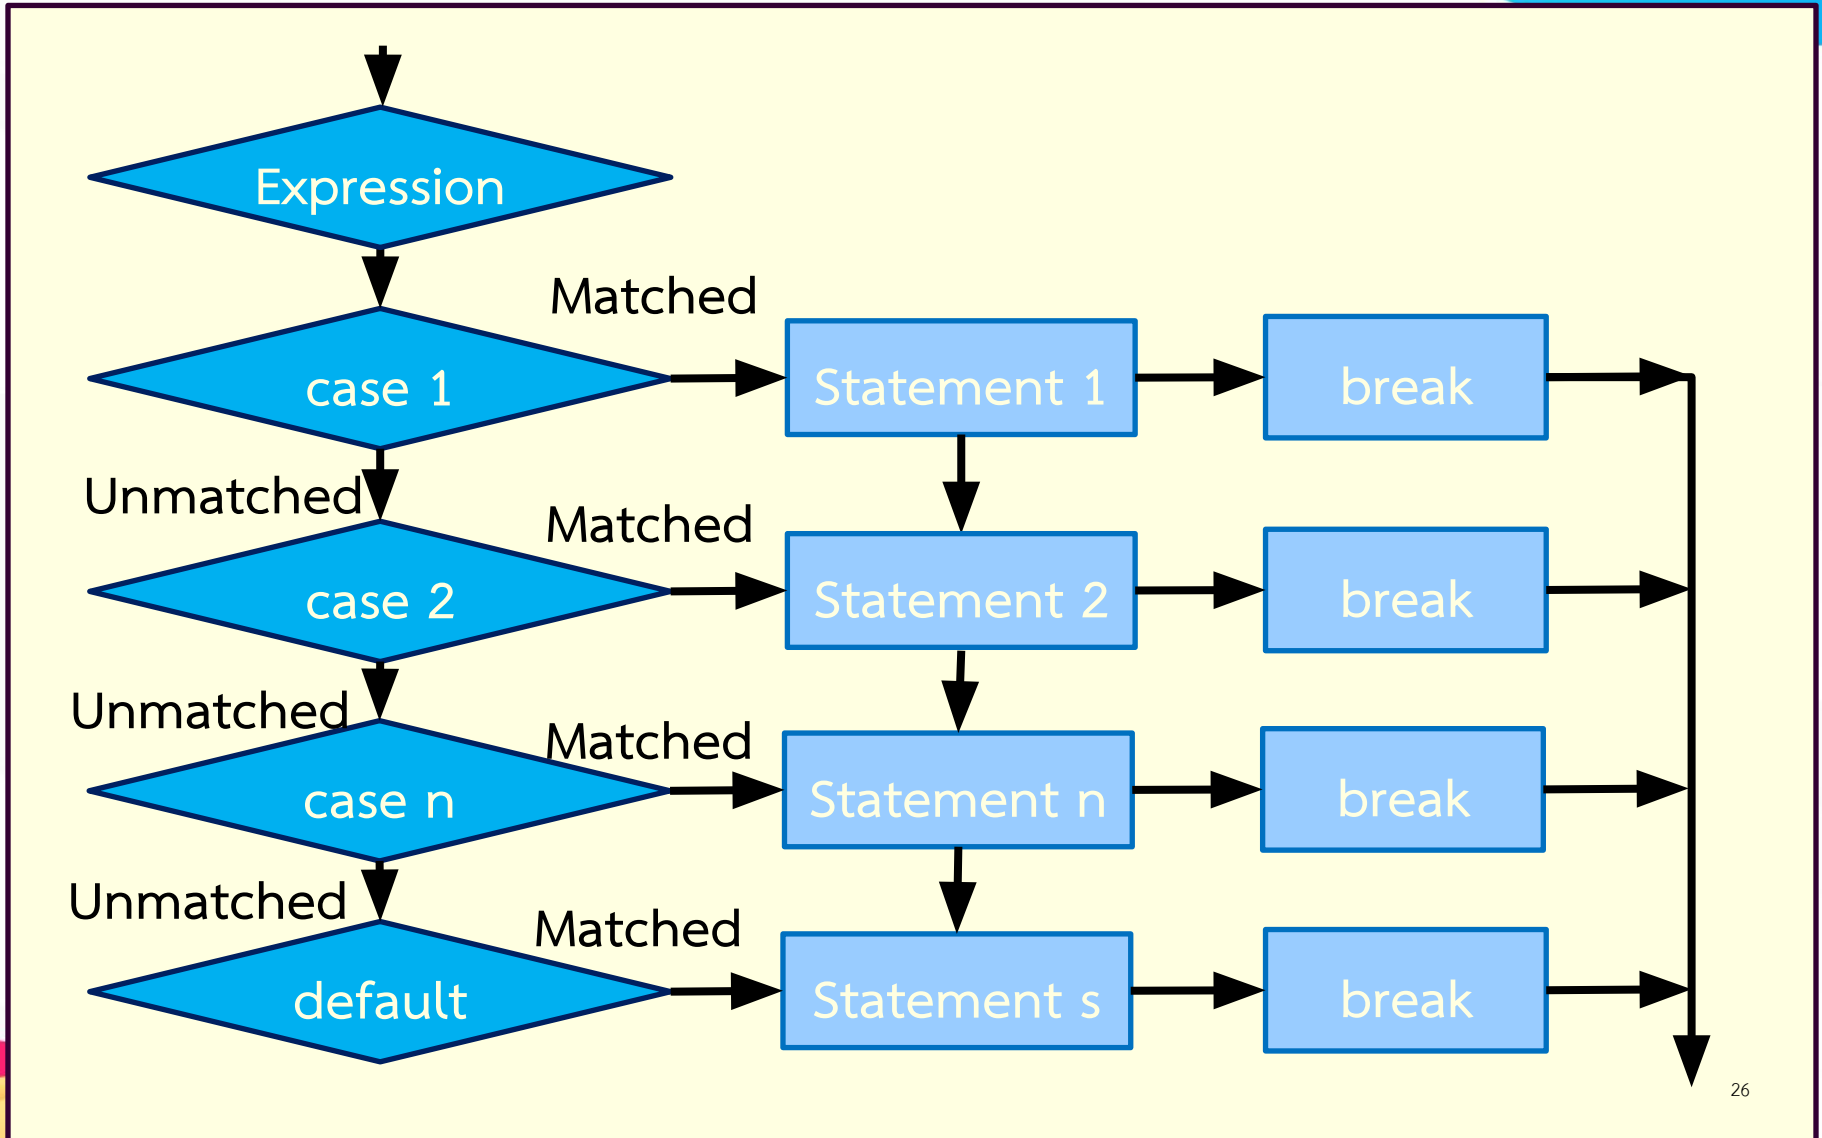 Expression
Matched
case 1
Statement 1
break
Unmatched
Matched
case 2
Statement 2
break
Unmatched
Matched
case n
Statement n
break
Unmatched
Matched
default
Statement s
break
26